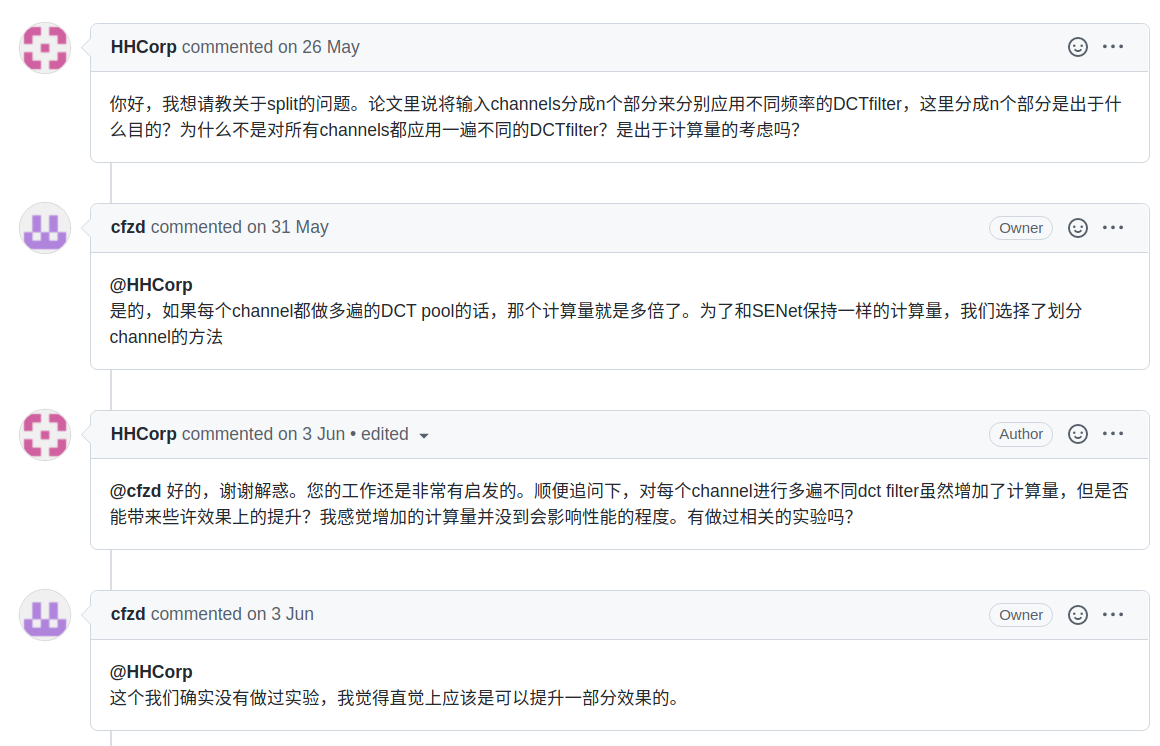 HHCorp commented on 26 May
你好，我想请教关于split的问题。论文里说将输入channels分成n个部分来分别应用不同频率的DCTfilter，这里分成n个部分是出于什
么目的？为什么不是对所有channels都应用一遍不同的DCTfilter？是出于计算量的考虑吗？
cfzd commented on 31 May Owner
@HHCorp
是的，如果每个channel都做多遍的DCT pool的话，那个计算量就是多倍了。为了和SENet保持一样的计算量，我们选择了划分
channel的方法
HHCorp commented on 3 Jun • edited Author
@cfzd 好的，谢谢解惑。您的工作还是非常有启发的。顺便追问下，对每个channel进行多遍不同dct filter虽然增加了计算量，但是否
能带来些许效果上的提升？我感觉增加的计算量并没到会影响性能的程度。有做过相关的实验吗？
cfzd commented on 3 Jun Owner
@HHCorp
这个我们确实没有做过实验，我觉得直觉上应该是可以提升一部分效果的。